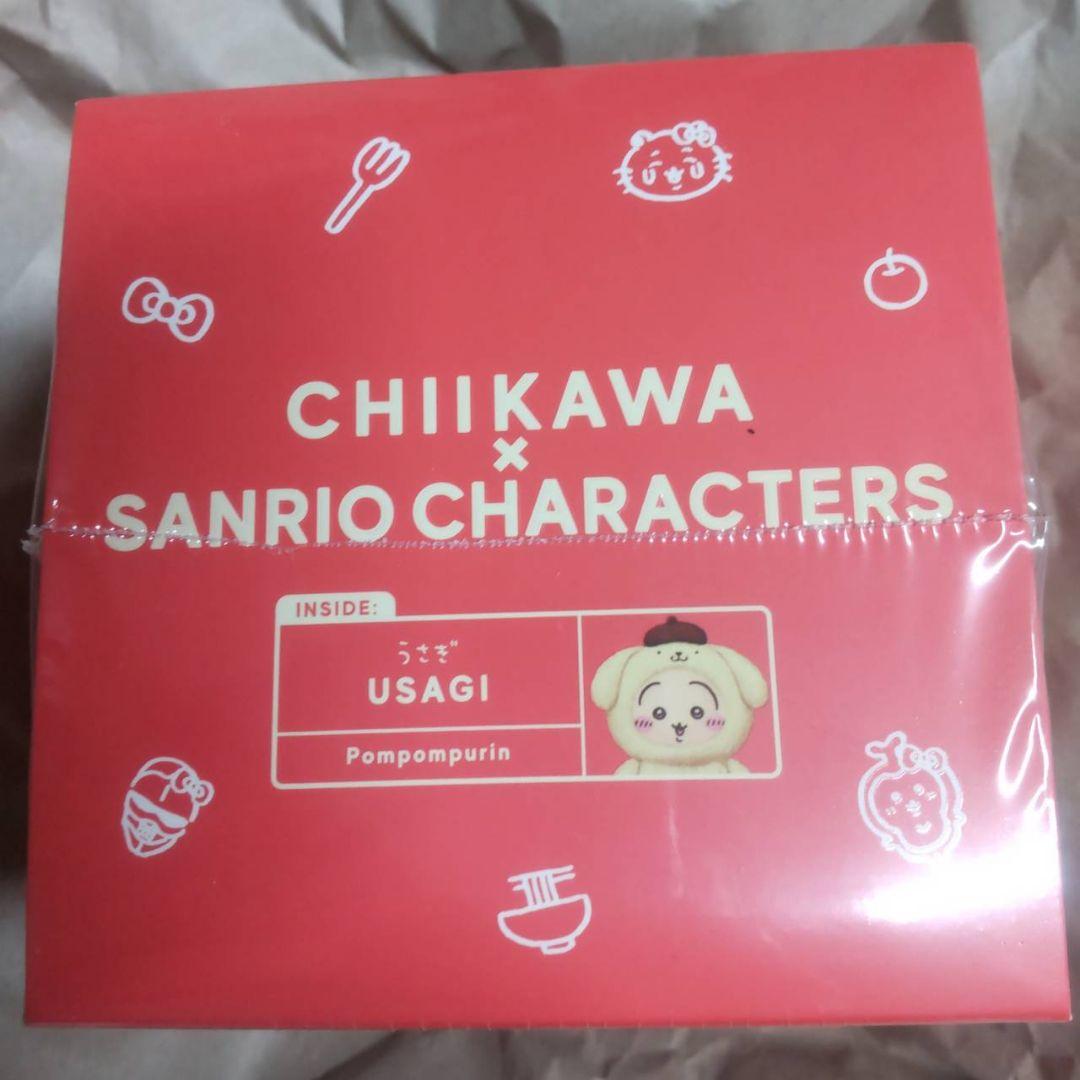 CHIIKAWA
×
SANRIO CHARACTERS
INSIDE:
うさぎ
USAGI
Pompompurin